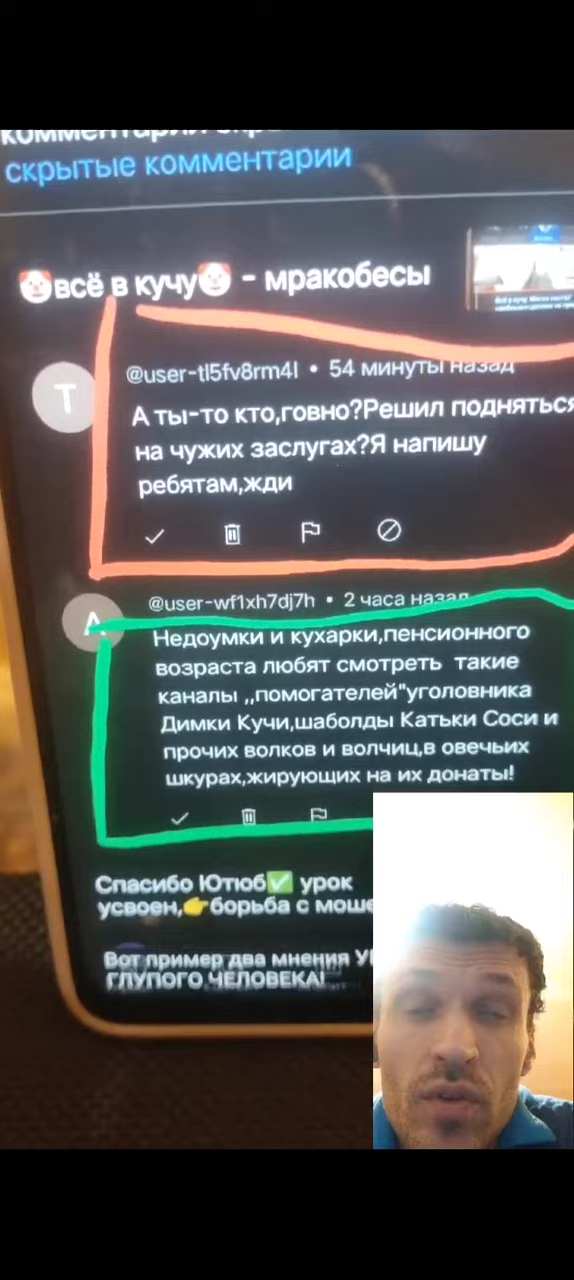 скрытые комментарии
🤡всё в кучу🤡 - мракобесы
Т
@user-tl5fv8rm4l • 54 минуты назад
А ты-то кто,говно?Решил подняться
на чужих заслугах?Я напишу
ребятам,жди
А
@user-wf1xh7dj7h • 2 часа назад
Недоумки и кухарки,пенсионного
возраста любят смотреть такие
каналы ,,помогателей"уголовника
Димки Кучи,шаболды Катьки Соси и
прочих волков и волчиц,в овечьих
шкурах,жирующих на их донаты!
Спасибо Ютюб✅ урок
усвоен,👉борьба с
Вот пример два мнения
ГЛУПОГО ЧЕЛОВЕКА!